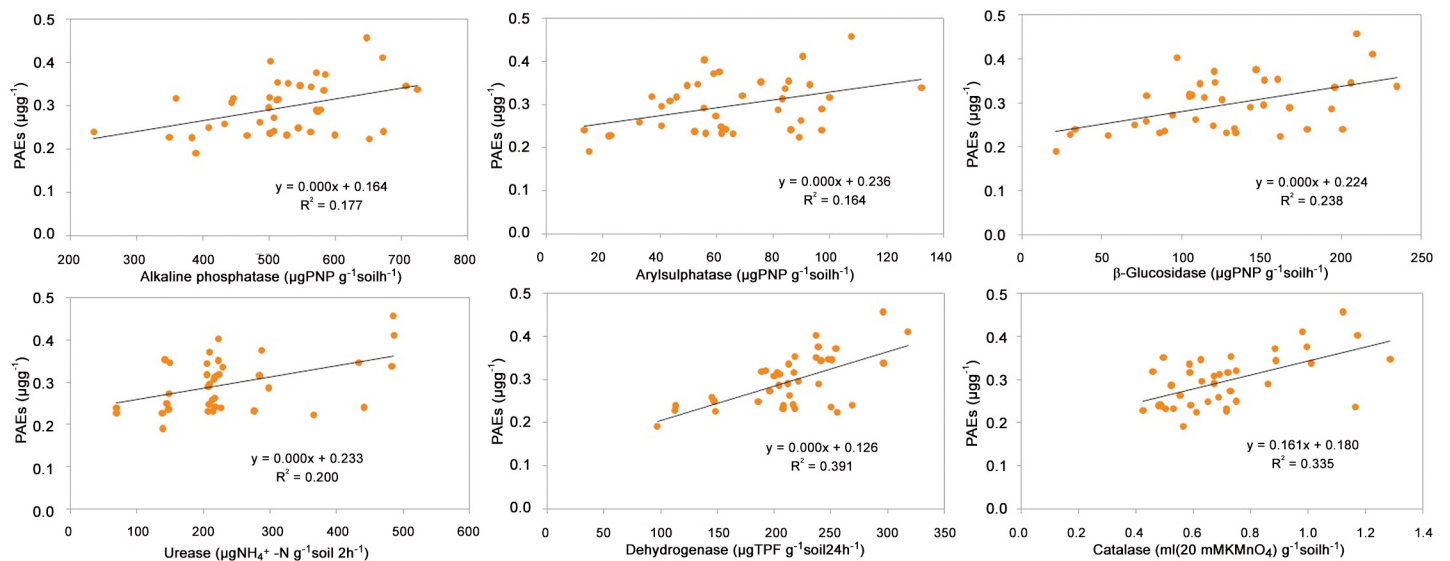 PAEs (µgg⁻¹)
0.5
0.4
0.3
0.2
0.1
0.0
y = 0.000x + 0.164
R² = 0.177
200 300 400 500 600 700 800
Alkaline phosphatase (µgPNP g⁻¹soilh⁻¹)
PAEs (µgg⁻¹)
0.5
0.4
0.3
0.2
0.1
0.0
y = 0.000x + 0.236
R² = 0.164
0 20 40 60 80 100 120 140
Arylsulphatase (µgPNP g⁻¹soilh⁻¹)
PAEs (µgg⁻¹)
0.5
0.4
0.3
0.2
0.1
0.0
y = 0.000x + 0.224
R² = 0.238
0 50 100 150 200 250
β-Glucosidase (µgPNP g⁻¹soilh⁻¹)
PAEs (µgg⁻¹)
0.5
0.4
0.3
0.2
0.1
0.0
y = 0.000x + 0.233
R² = 0.200
0 100 200 300 400 500 600
Urease (µgNH₄⁺ -N g⁻¹soil 2h⁻¹)
PAEs (µgg⁻¹)
0.5
0.4
0.3
0.2
0.1
0.0
y = 0.000x + 0.126
R² = 0.391
0 50 100 150 200 250 300 350
Dehydrogenase (µgTPF g⁻¹soil24h⁻¹)
PAEs (µgg⁻¹)
0.5
0.4
0.3
0.2
0.1
0.0
y = 0.161x + 0.180
R² = 0.335
0.0 0.2 0.4 0.6 0.8 1.0 1.2 1.4
Catalase (ml(20 mMKMnO₄) g⁻¹soilh⁻¹)